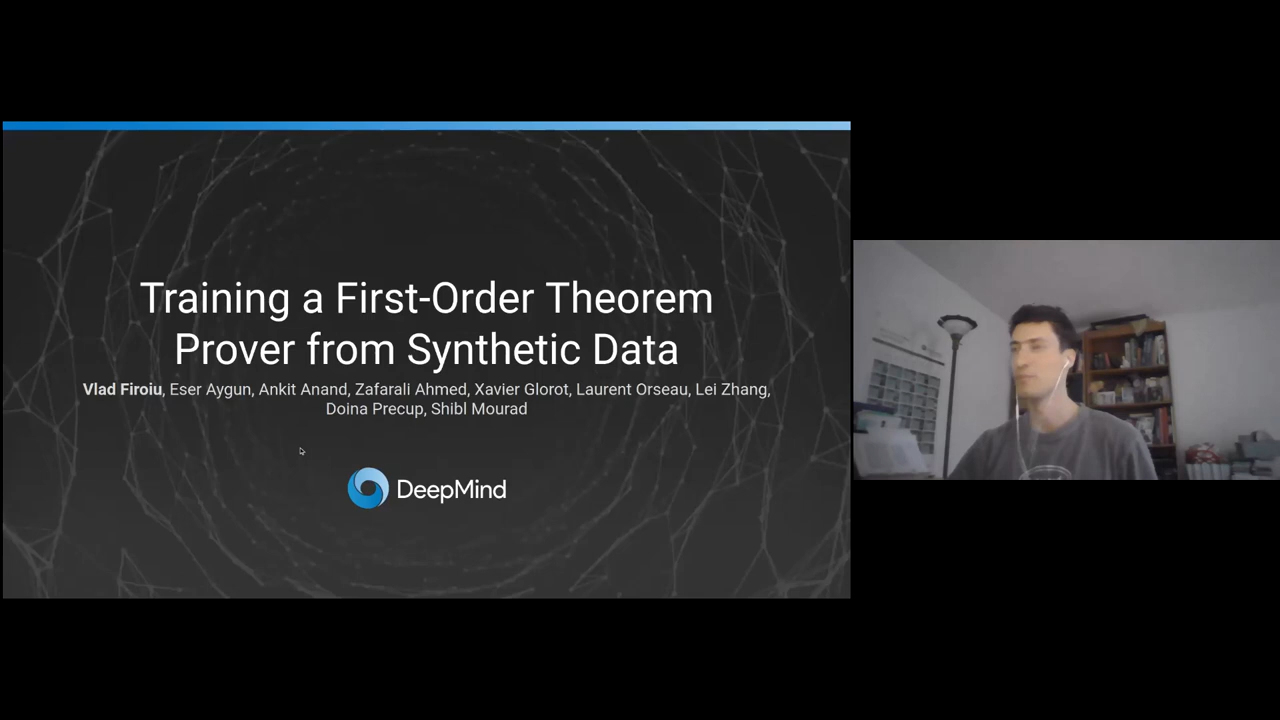 Training a First-Order Theorem
Prover from Synthetic Data
Vlad Firoiu, Eser Aygun, Ankit Anand, Zafarali Ahmed, Xavier Glorot, Laurent Orseau, Lei Zhang,
Doina Precup, Shibl Mourad
DeepMind